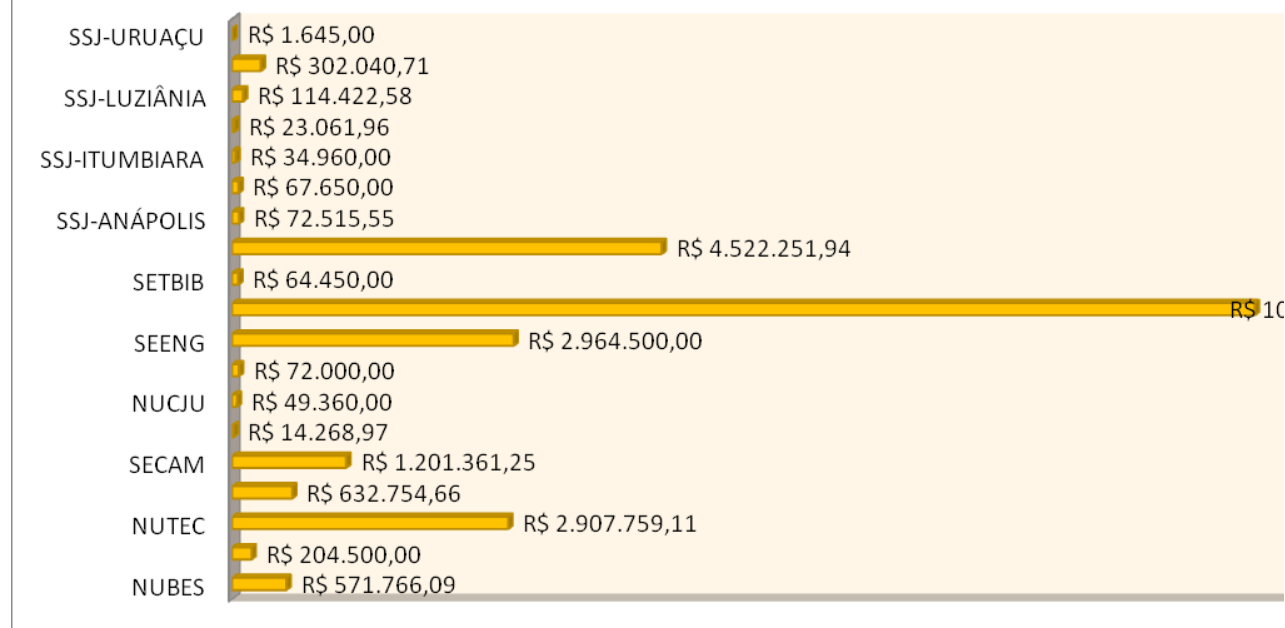 SSJ-URUAÇU R$ 1.645,00
R$ 302.040,71
SSJ-LUZIÂNIA R$ 114.422,58
R$ 23.061,96
SSJ-ITUMBIARA R$ 34.960,00
R$ 67.650,00
SSJ-ANÁPOLIS R$ 72.515,55
R$ 4.522.251,94
SETBIB R$ 64.450,00
R$ 10
SEENG R$ 2.964.500,00
R$ 72.000,00
NUCJU R$ 49.360,00
R$ 14.268,97
SECAM R$ 1.201.361,25
R$ 632.754,66
NUTEC R$ 2.907.759,11
R$ 204.500,00
NUBES R$ 571.766,09